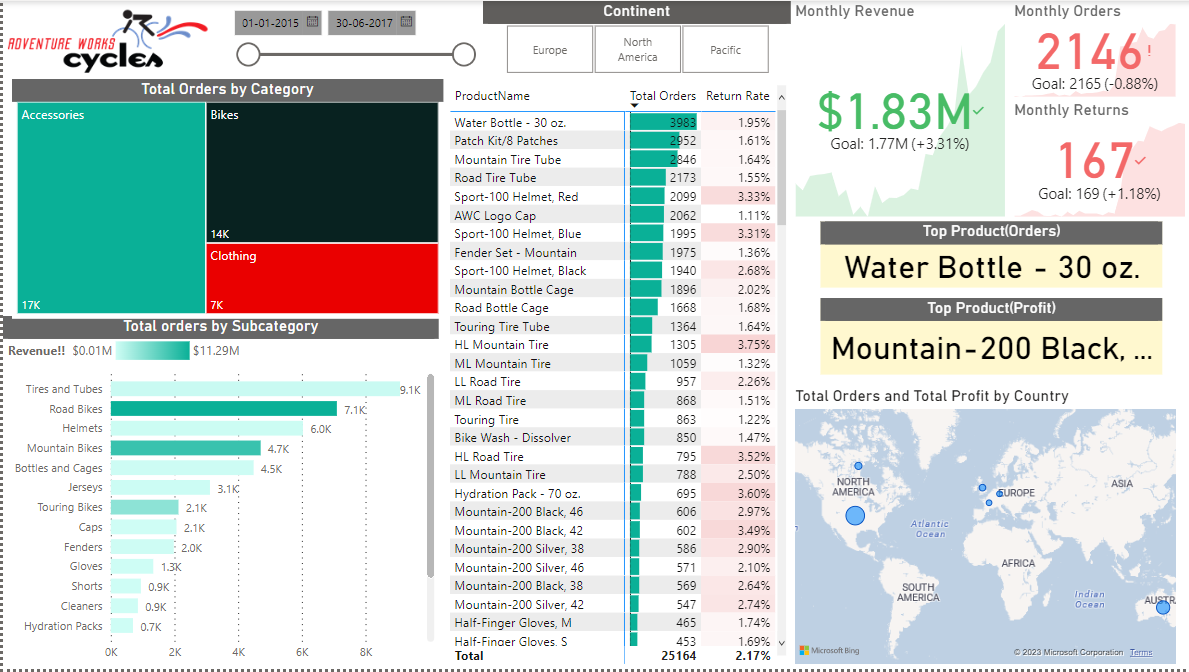 ADVENTURE WORKS
cycles
01-01-2015
30-06-2017
Continent
Europe
North
America
Pacific
Monthly Revenue
$1.83M
Goal: 1.77M (+3.31%)
Monthly Orders
2146!
Goal: 2165 (-0.88%)
Monthly Returns
167
Goal: 169 (+1.18%)
Total Orders by Category
Accessories
17K
Bikes
14K
Clothing
7K
Total orders by Subcategory
Revenue!! $0.01M $11.29M
Tires and Tubes 9.1K
Road Bikes 7.1K
Helmets 6.0K
Mountain Bikes 4.7K
Bottles and Cages 4.5K
Jerseys 3.1K
Touring Bikes 2.1K
Caps 2.1K
Fenders 2.0K
Gloves 1.3K
Shorts 0.9K
Cleaners 0.9K
Hydration Packs 0.7K
0K 2K 4K 6K 8K
ProductName Total Orders Return Rate
Water Bottle - 30 oz. 3983 1.95%
Patch Kit/8 Patches 2952 1.61%
Mountain Tire Tube 2846 1.64%
Road Tire Tube 2173 1.55%
Sport-100 Helmet, Red 2099 3.33%
AWC Logo Cap 2062 1.11%
Sport-100 Helmet, Blue 1995 3.31%
Fender Set - Mountain 1975 1.36%
Sport-100 Helmet, Black 1940 2.68%
Mountain Bottle Cage 1896 2.02%
Road Bottle Cage 1668 1.68%
Touring Tire Tube 1364 1.64%
HL Mountain Tire 1305 3.75%
ML Mountain Tire 1059 1.32%
LL Road Tire 957 2.26%
ML Road Tire 868 1.51%
Touring Tire 863 1.22%
Bike Wash - Dissolver 850 1.47%
HL Road Tire 795 3.52%
LL Mountain Tire 788 2.50%
Hydration Pack - 70 oz. 695 3.60%
Mountain-200 Black, 46 606 2.97%
Mountain-200 Black, 42 602 3.49%
Mountain-200 Silver, 38 586 2.90%
Mountain-200 Silver, 46 571 2.10%
Mountain-200 Black, 38 569 2.64%
Mountain-200 Silver, 42 547 2.74%
Half-Finger Gloves, M 465 1.74%
Half-Finger Gloves, S 453 1.69%
Total 25164 2.17%
Top Product(Orders)
Water Bottle - 30 oz.
Top Product(Profit)
Mountain-200 Black, ...
Total Orders and Total Profit by Country
NORTH
AMERICA
EUROPE
ASIA
Atlantic
Ocean
AFRICA
SOUTH
AMERICA
Indian
Ocean
AUSTR
Microsoft Bing
© 2023 Microsoft Corporation Terms